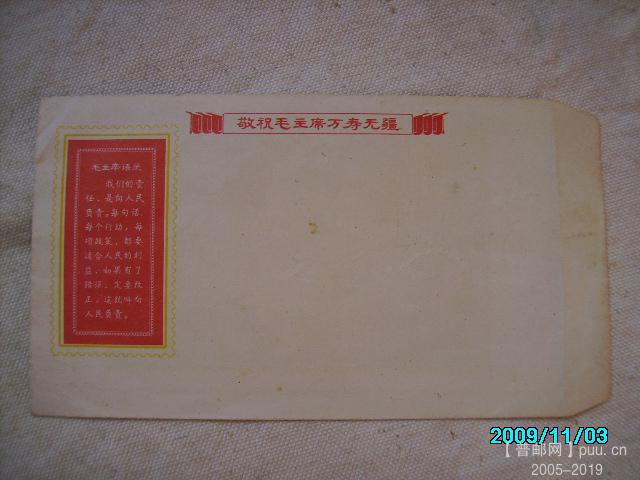 敬祝毛主席万寿无疆
毛主席语录
我们的责
任，是向人民
负责。每句话，
每个行动，每
项政策，都要
适合人民的利
益，如果有了
错误，定要改
正，这就叫向
人民负责。
2009/11/03
【普邮网】puu.cn
2005-2019